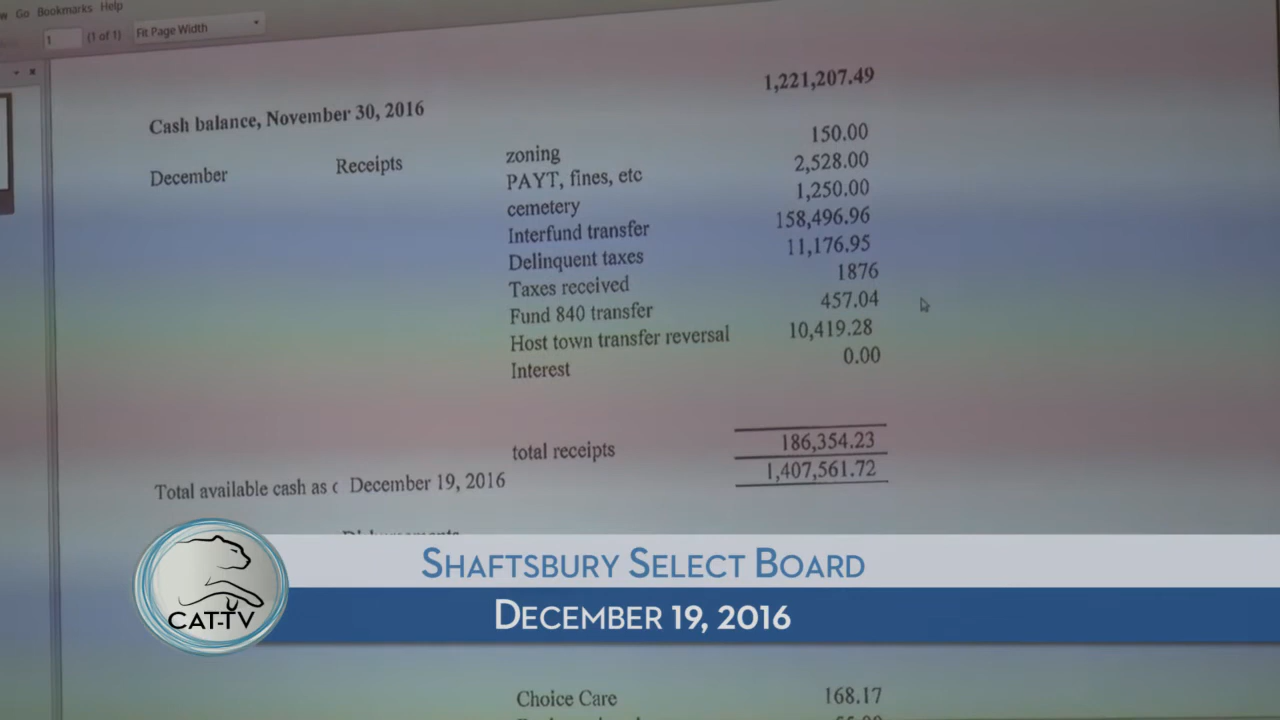 Go Bookmarks Help
1 (1 of 1) Fit Page Width
1,221,207.49
Cash balance, November 30, 2016
December Receipts zoning 150.00
PAYT, fines, etc 2,528.00
cemetery 1,250.00
Interfund transfer 158,496.96
Delinquent taxes 11,176.95
Taxes received 1876
Fund 840 transfer 457.04
Host town transfer reversal 10,419.28
Interest 0.00
total receipts 186,354.23
Total available cash as December 19, 2016 1,407,561.72
SHAFTSBURY SELECT BOARD
DECEMBER 19, 2016
CAT-TV
Choice Care 168.17